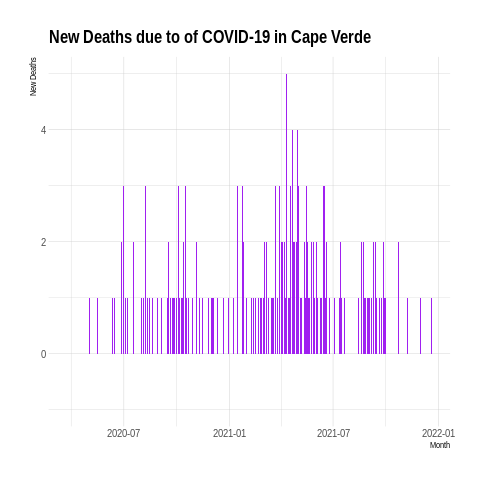 New Deaths due to of COVID-19 in Cape Verde
New Deaths
4
2
0
2020-07
2021-01
2021-07
2022-01
Month